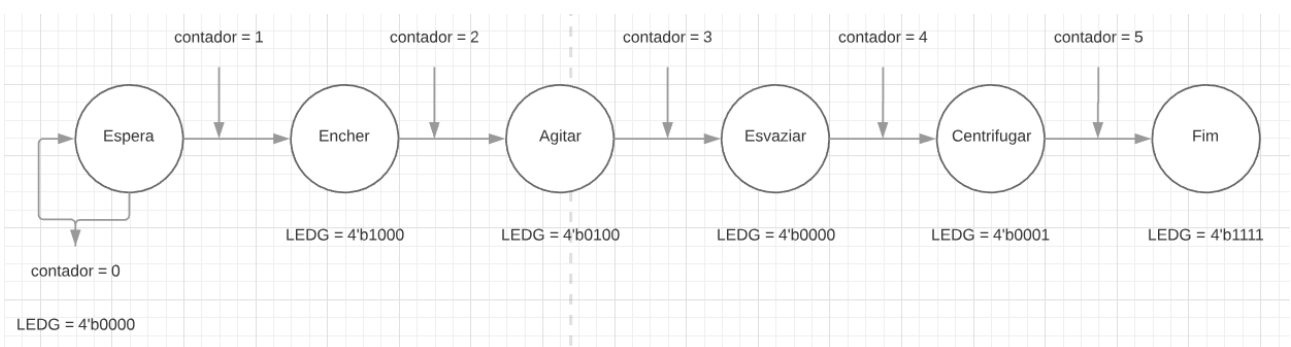 contador = 1
contador = 2
contador = 3
contador = 4
contador = 5
Espera
Encher
Agitar
Esvaziar
Centrifugar
Fim
LEDG = 4'b1000
LEDG = 4'b0100
LEDG = 4'b0000
LEDG = 4'b0001
LEDG = 4'b1111
contador = 0
LEDG = 4'b0000